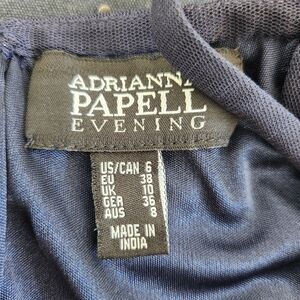 ADRIANNA
PAPELL
EVENING
US/CAN 6
EU 38
UK 10
GER 36
AUS 8
MADE IN
INDIA